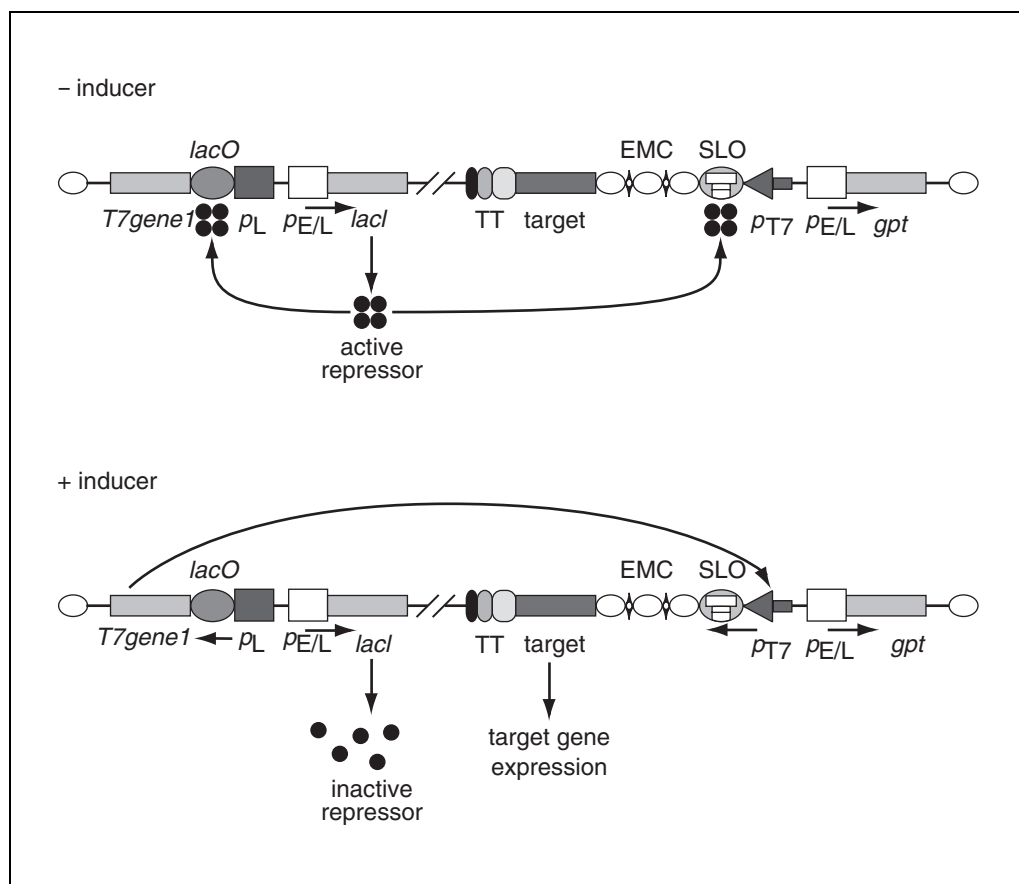 – inducer
lacO EMC SLO
T7gene1 pL pE/L lacI TT target pT7 pE/L gpt
active
repressor
+ inducer
lacO EMC SLO
T7gene1 pL pE/L lacI TT target pT7 pE/L gpt
target gene
expression
inactive
repressor